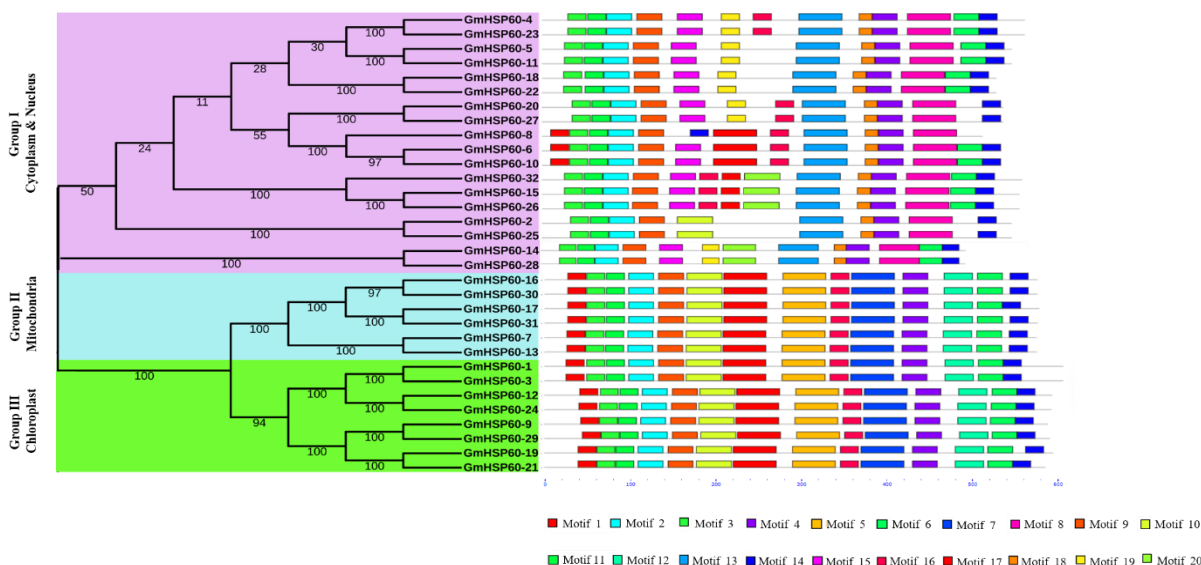 Group I
Cytoplasm & Nucleus
Group II
Mitochondria
Group III
Chloroplast
GmHSP60-4
GmHSP60-23
GmHSP60-5
GmHSP60-11
GmHSP60-18
GmHSP60-22
GmHSP60-20
GmHSP60-27
GmHSP60-8
GmHSP60-6
GmHSP60-10
GmHSP60-32
GmHSP60-15
GmHSP60-26
GmHSP60-2
GmHSP60-25
GmHSP60-14
GmHSP60-28
GmHSP60-16
GmHSP60-30
GmHSP60-17
GmHSP60-31
GmHSP60-7
GmHSP60-13
GmHSP60-1
GmHSP60-3
GmHSP60-12
GmHSP60-24
GmHSP60-9
GmHSP60-29
GmHSP60-19
GmHSP60-21
100
30
100
28
100
11
100
55
100
97
24
100
100
50
100
100
97
100
100
100
100
100
100
100
94
100
100
100
0 100 200 300 400 500 600
Motif 1 Motif 2 Motif 3 Motif 4 Motif 5 Motif 6 Motif 7 Motif 8 Motif 9 Motif 10
Motif 11 Motif 12 Motif 13 Motif 14 Motif 15 Motif 16 Motif 17 Motif 18 Motif 19 Motif 20